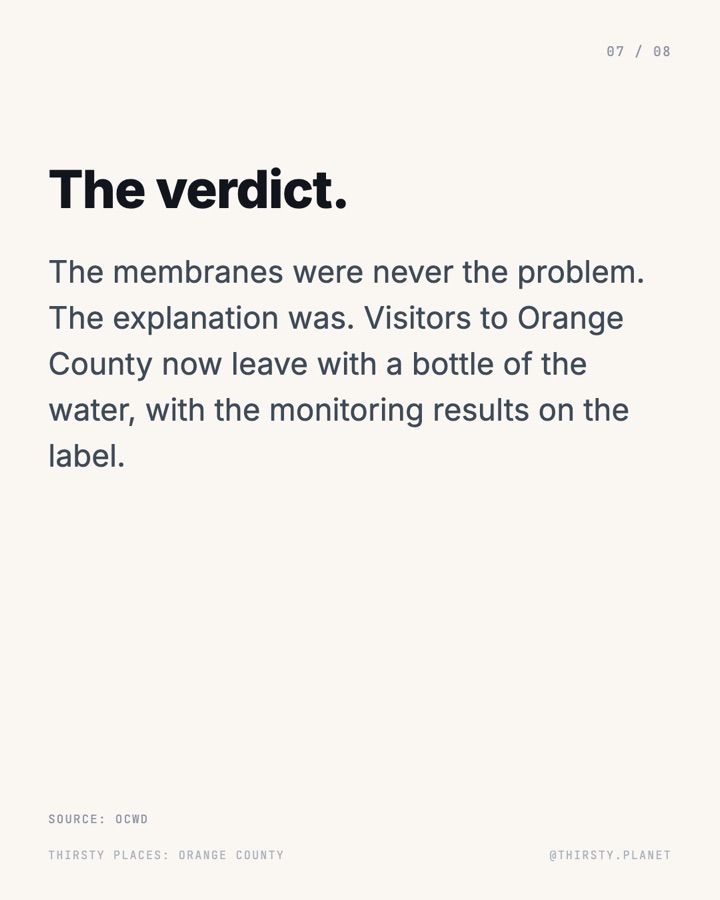 07 / 08
The verdict.
The membranes were never the problem.
The explanation was. Visitors to Orange
County now leave with a bottle of the
water, with the monitoring results on the
label.
SOURCE: OCWD
THIRSTY PLACES: ORANGE COUNTY
@THIRSTY.PLANET